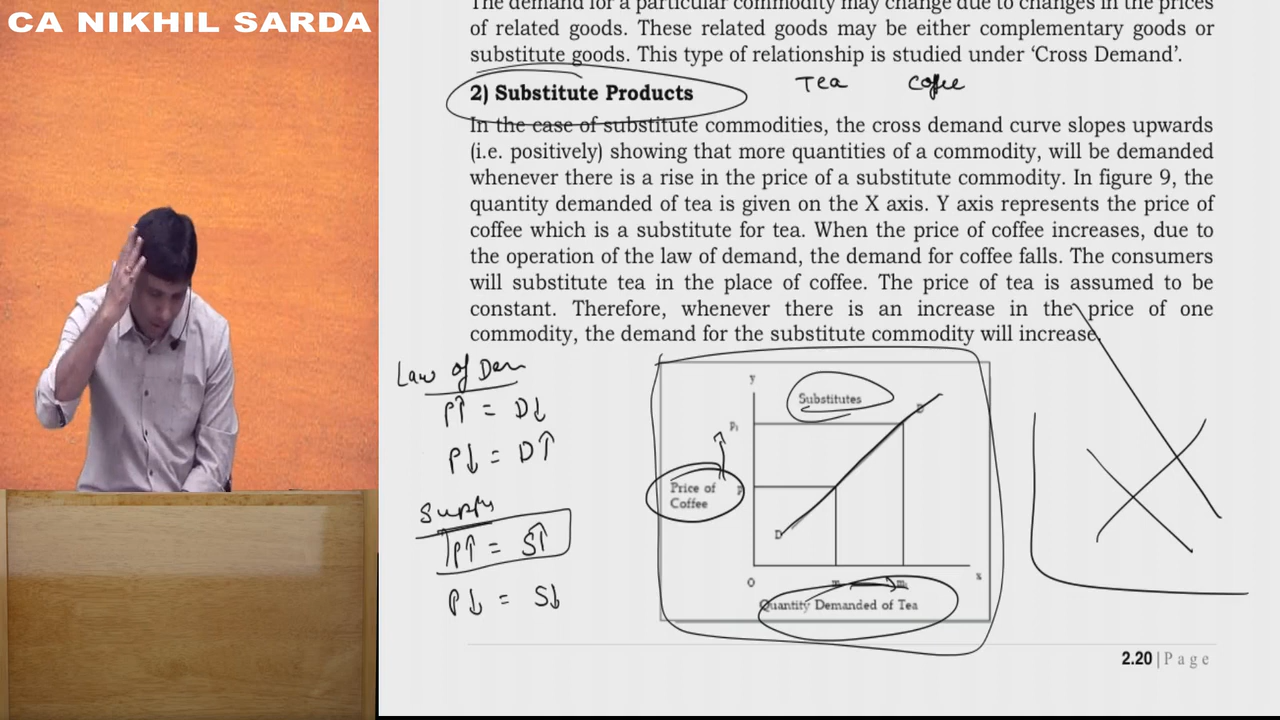 CA NIKHIL SARDA
The demand for a particular commodity may change due to changes in the prices
of related goods. These related goods may be either complementary goods or
substitute goods. This type of relationship is studied under ‘Cross Demand’.
2) Substitute Products
Tea Cofee
In the case of substitute commodities, the cross demand curve slopes upwards
(i.e. positively) showing that more quantities of a commodity, will be demanded
whenever there is a rise in the price of a substitute commodity. In figure 9, the
quantity demanded of tea is given on the X axis. Y axis represents the price of
coffee which is a substitute for tea. When the price of coffee increases, due to
the operation of the law of demand, the demand for coffee falls. The consumers
will substitute tea in the place of coffee. The price of tea is assumed to be
constant. Therefore, whenever there is an increase in the price of one
commodity, the demand for the substitute commodity will increase.
Law of Dem
P↑ = D↓
P↓ = D↑
Supply
↑P↑ = S↑
P↓ = S↓
y
Substitutes
D
P₁
Price of
Coffee
P
D
O
m
m₁
x
Quantity Demanded of Tea
2.20 | Page